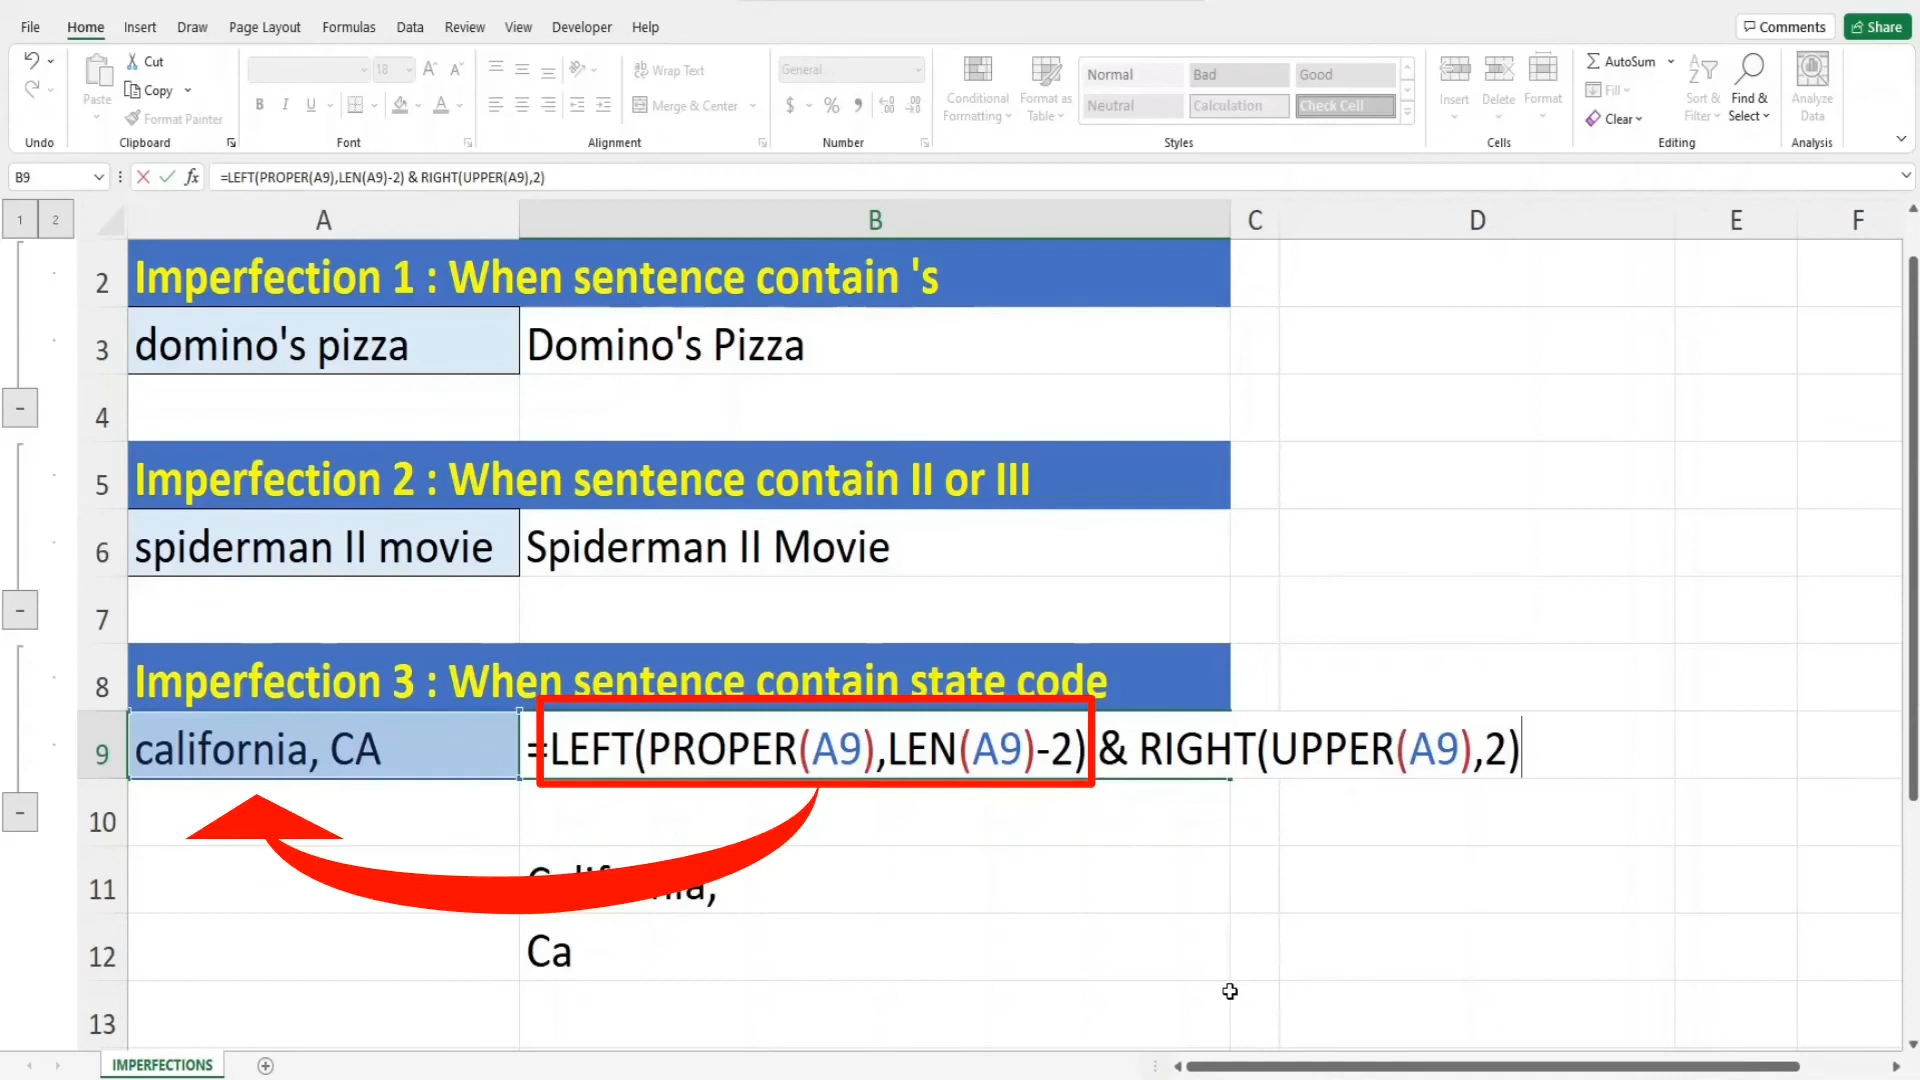 File Home Insert Draw Page Layout Formulas Data Review View Developer Help Comments Share
Cut
Copy
Format Painter
Paste
18
Wrap Text
Merge & Center
General
Conditional Formatting
Format as Table
Normal Bad Good
Neutral Calculation Check Cell
Insert Delete Format
AutoSum
Fill
Clear
Sort & Filter
Find & Select
Analyze Data
Undo Clipboard Font Alignment Number Styles Cells Editing Analysis
B9 fx =LEFT(PROPER(A9),LEN(A9)-2) & RIGHT(UPPER(A9),2)
1 2 A B C D E F
2 Imperfection 1 : When sentence contain 's
3 domino's pizza Domino's Pizza
4
5 Imperfection 2 : When sentence contain II or III
6 spiderman II movie Spiderman II Movie
7
8 Imperfection 3 : When sentence contain state code
9 california, CA =LEFT(PROPER(A9),LEN(A9)-2) & RIGHT(UPPER(A9),2)
10
11
12 Ca
13
IMPERFECTIONS